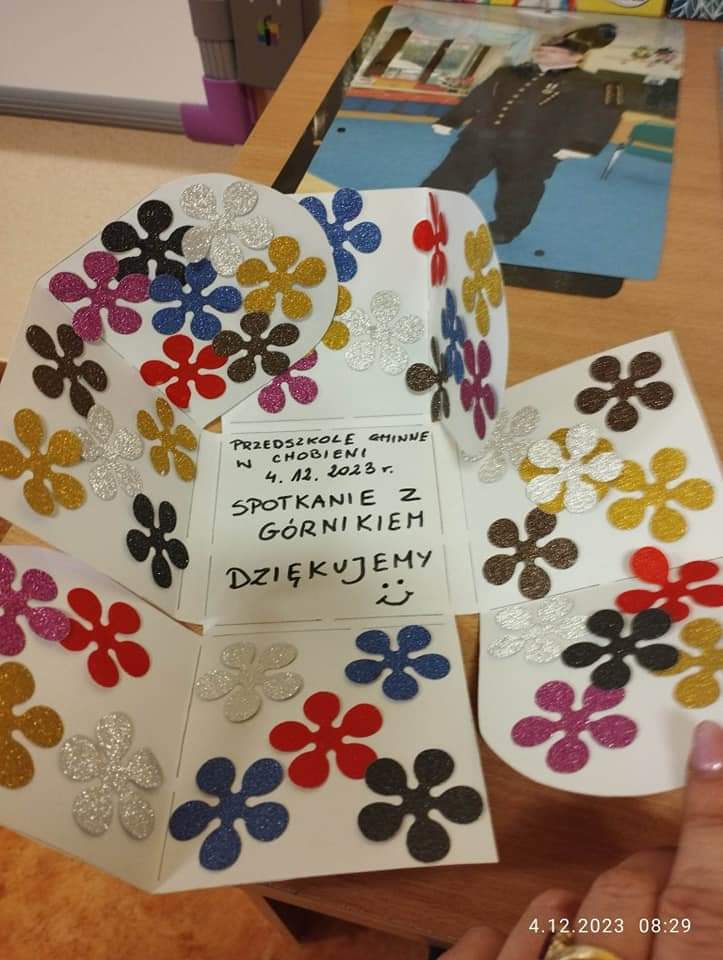 PRZEDSZKOLE GMINNE
W CHOBIENI
4. 12. 2023 r.
SPOTKANIE Z
GÓRNIKIEM
DZIĘKUJEMY
4.12.2023 08:29